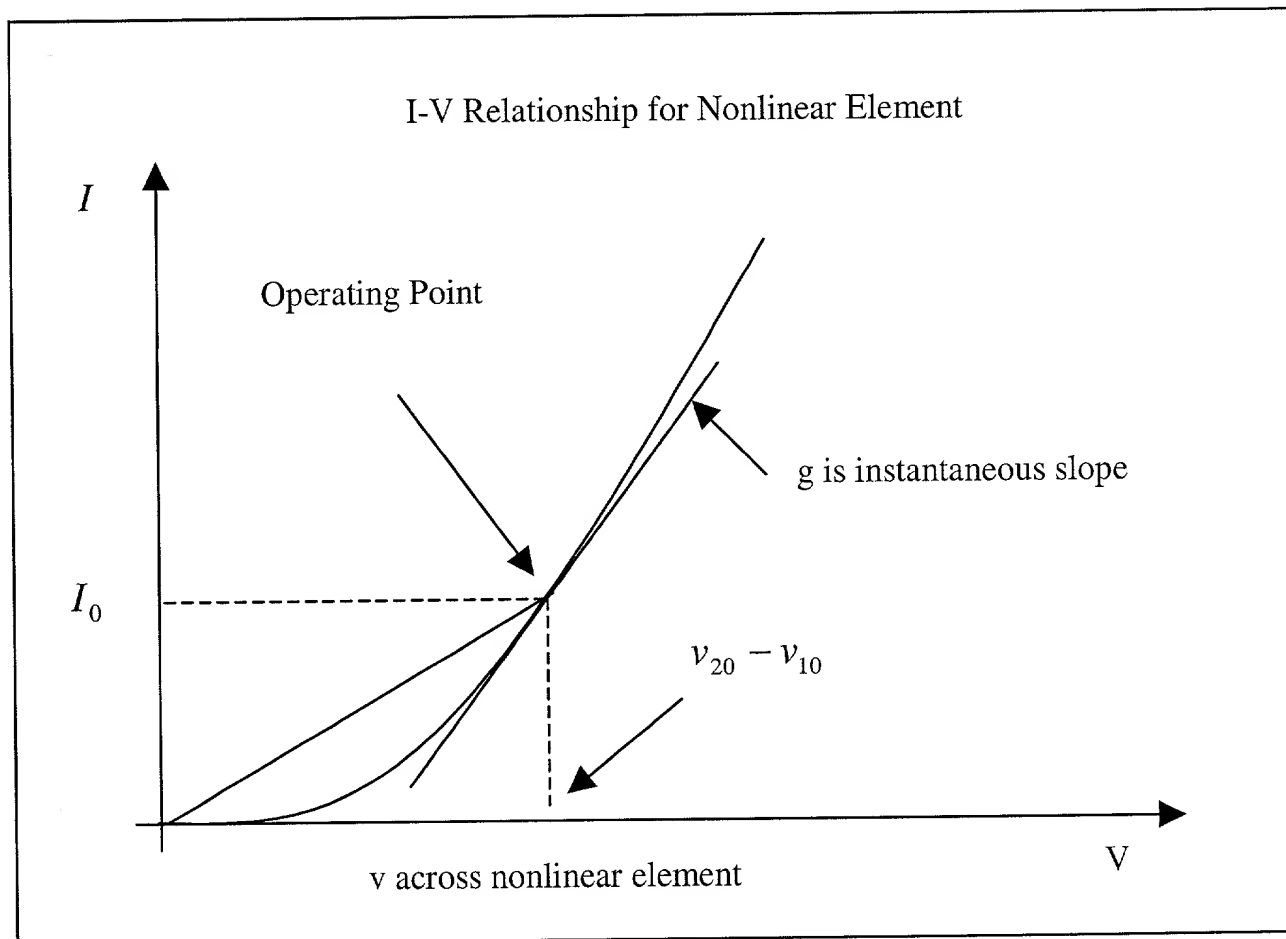 I-V Relationship for Nonlinear Element
I
Operating Point
g is instantaneous slope
I₀
v₂₀ − v₁₀
V
v across nonlinear element